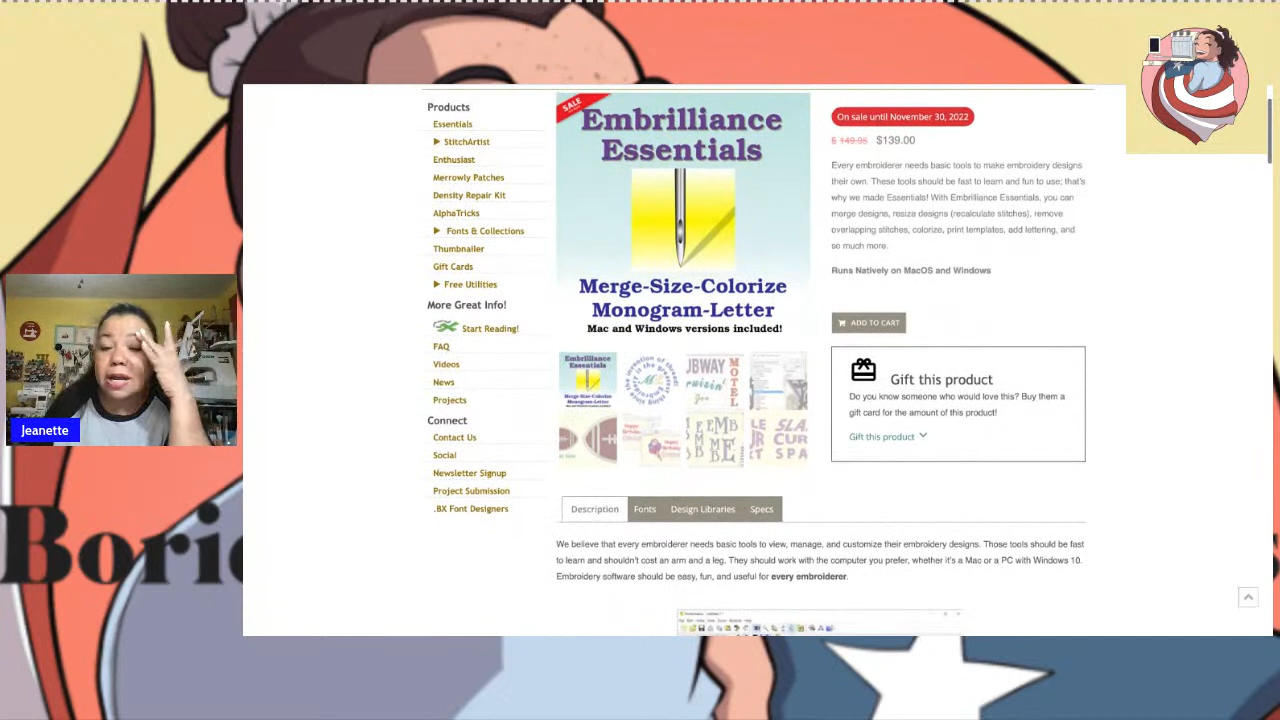 Products
Essentials
StitchArtist
Enthusiast
Merrowly Patches
Density Repair Kit
AlphaTricks
Fonts & Collections
Thumbnailer
Gift Cards
Free Utilities
More Great Info!
Start Reading!
FAQ
Videos
News
Projects
Connect
Contact Us
Social
Newsletter Signup
Project Submission
.BX Font Designers
SALE
Embrilliance
Essentials
Merge-Size-Colorize
Monogram-Letter
Mac and Windows versions included!
On sale until November 30, 2022
$ 149.95 $139.00
Every embroiderer needs basic tools to make embroidery designs
their own. These tools should be fast to learn and fun to use; that's
why we made Essentials! With Embrilliance Essentials, you can
merge designs, resize designs (recalculate stitches), remove
overlapping stitches, colorize, print templates, add lettering, and
so much more.
Runs Natively on MacOS and Windows
ADD TO CART
Gift this product
Do you know someone who would love this? Buy them a
gift card for the amount of this product!
Gift this product
Embrilliance
Essentials
Merge-Size-Colorize
Monogram-Letter
MOTEL
Description Fonts Design Libraries Specs
We believe that every embroiderer needs basic tools to view, manage, and customize their embroidery designs. Those tools should be fast
to learn and shouldn't cost an arm and a leg. They should work with the computer you prefer, whether it's a Mac or a PC with Windows 10.
Embroidery software should be easy, fun, and useful for every embroiderer.
Jeanette
Boric